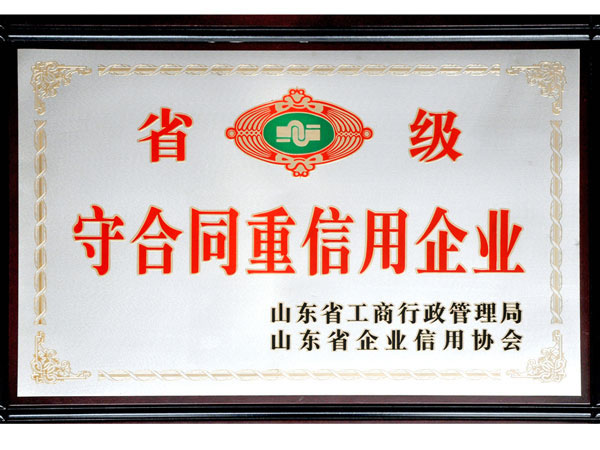 省级
守合同重信用企业
山东省工商行政管理局
山东省企业信用协会